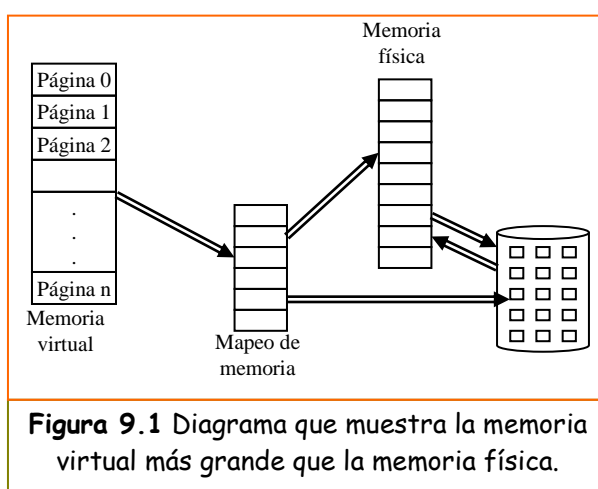 Memoria
física
Página 0
Página 1
Página 2
.
.
.
Página n
Memoria
virtual
Mapeo de
memoria
Figura 9.1 Diagrama que muestra la memoria
virtual más grande que la memoria física.